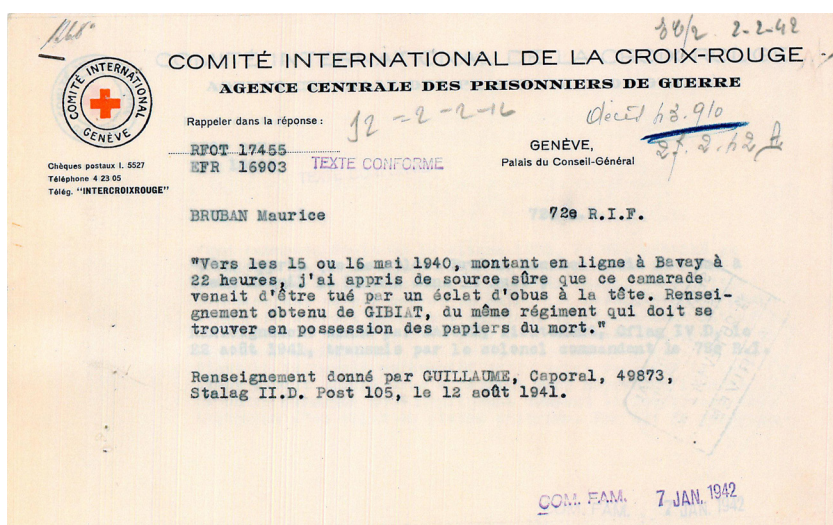 2-2-42
COMITÉ INTERNATIONAL DE LA CROIX-ROUGE
AGENCE CENTRALE DES PRISONNIERS DE GUERRE
COMITÉ INTERNATIONAL
GENÈVE
Rappeler dans la réponse :
décès 43.910
27.2.42
RFOT 17455
EFR 16903
TEXTE CONFORME
GENÈVE,
Palais du Conseil-Général
Chèques postaux I. 5527
Téléphone 4 23 05
Télég. "INTERCROIXROUGE"
BRUBAN Maurice 72e R.I.F.
"Vers les 15 ou 16 mai 1940, montant en ligne à Bavay à
22 heures, j'ai appris de source sûre que ce camarade
venait d'être tué par un éclat d'obus à la tête. Rensei-
gnement obtenu de GIBIAT, du même régiment qui doit se
trouver en possession des papiers du mort."
Renseignement donné par GUILLAUME, Caporal, 49873,
Stalag II.D. Post 105, le 12 août 1941.
COM. FAM. 7 JAN. 1942